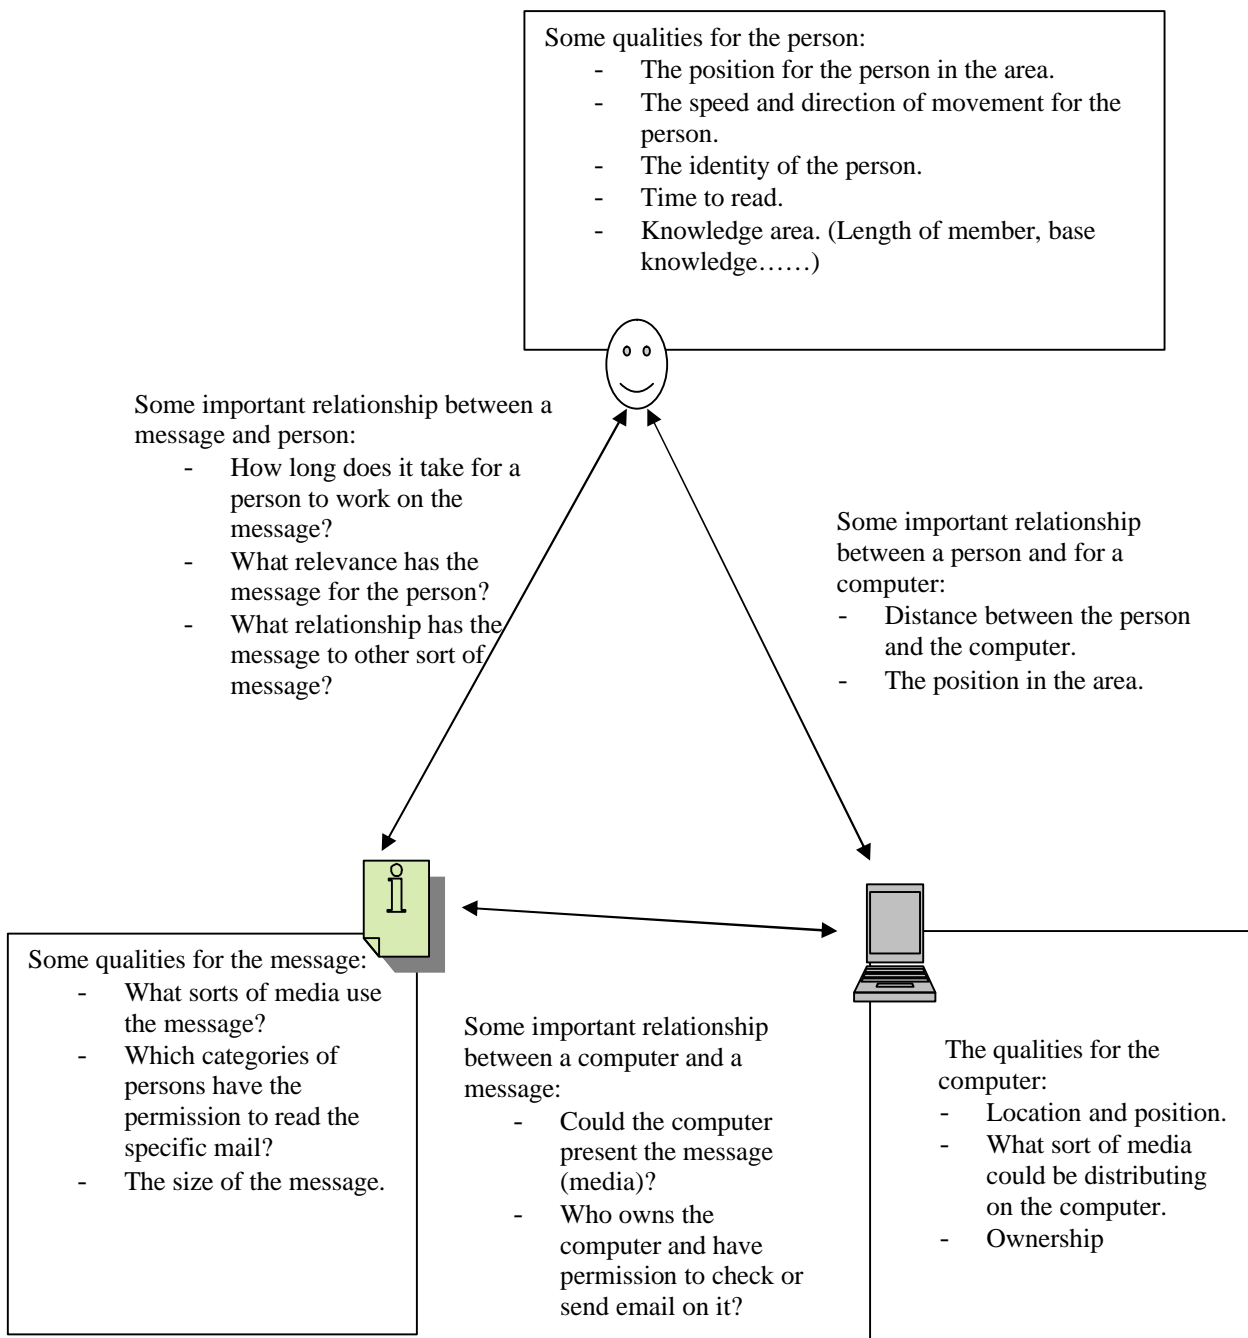 Some qualities for the person:
- The position for the person in the area.
- The speed and direction of movement for the
person.
- The identity of the person.
- Time to read.
- Knowledge area. (Length of member, base
knowledge……)
Some important relationship between a
message and person:
- How long does it take for a
person to work on the
message?
- What relevance has the
message for the person?
- What relationship has the
message to other sort of
message?
Some important relationship
between a person and for a
computer:
- Distance between the person
and the computer.
- The position in the area.
i
Some qualities for the message:
- What sorts of media use
the message?
- Which categories of
persons have the
permission to read the
specific mail?
- The size of the message.
Some important relationship
between a computer and a
message:
- Could the computer
present the message
(media)?
- Who owns the
computer and have
permission to check or
send email on it?
The qualities for the
computer:
- Location and position.
- What sort of media
could be distributing
on the computer.
- Ownership